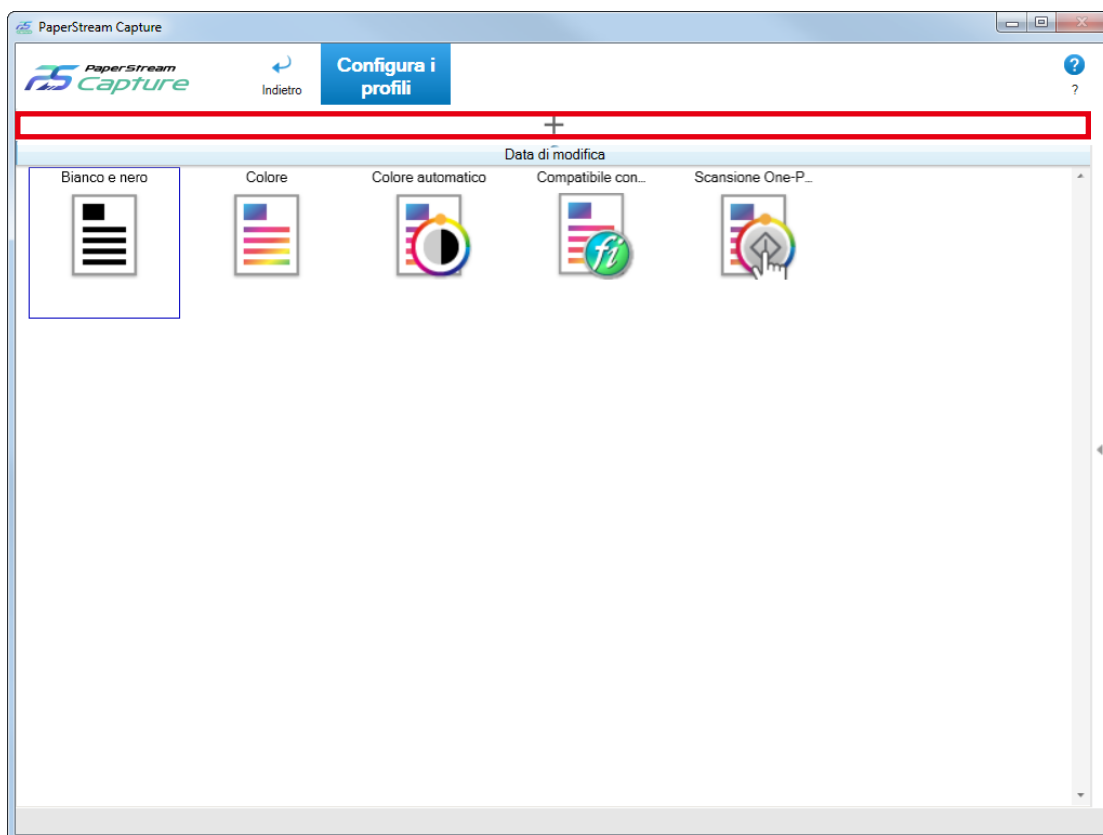 PaperStream Capture
PaperStream
Capture
Indietro
Configura i
profili
?
?
+
Data di modifica
Bianco e nero
Colore
Colore automatico
Compatibile con...
Scansione One-P...
fi